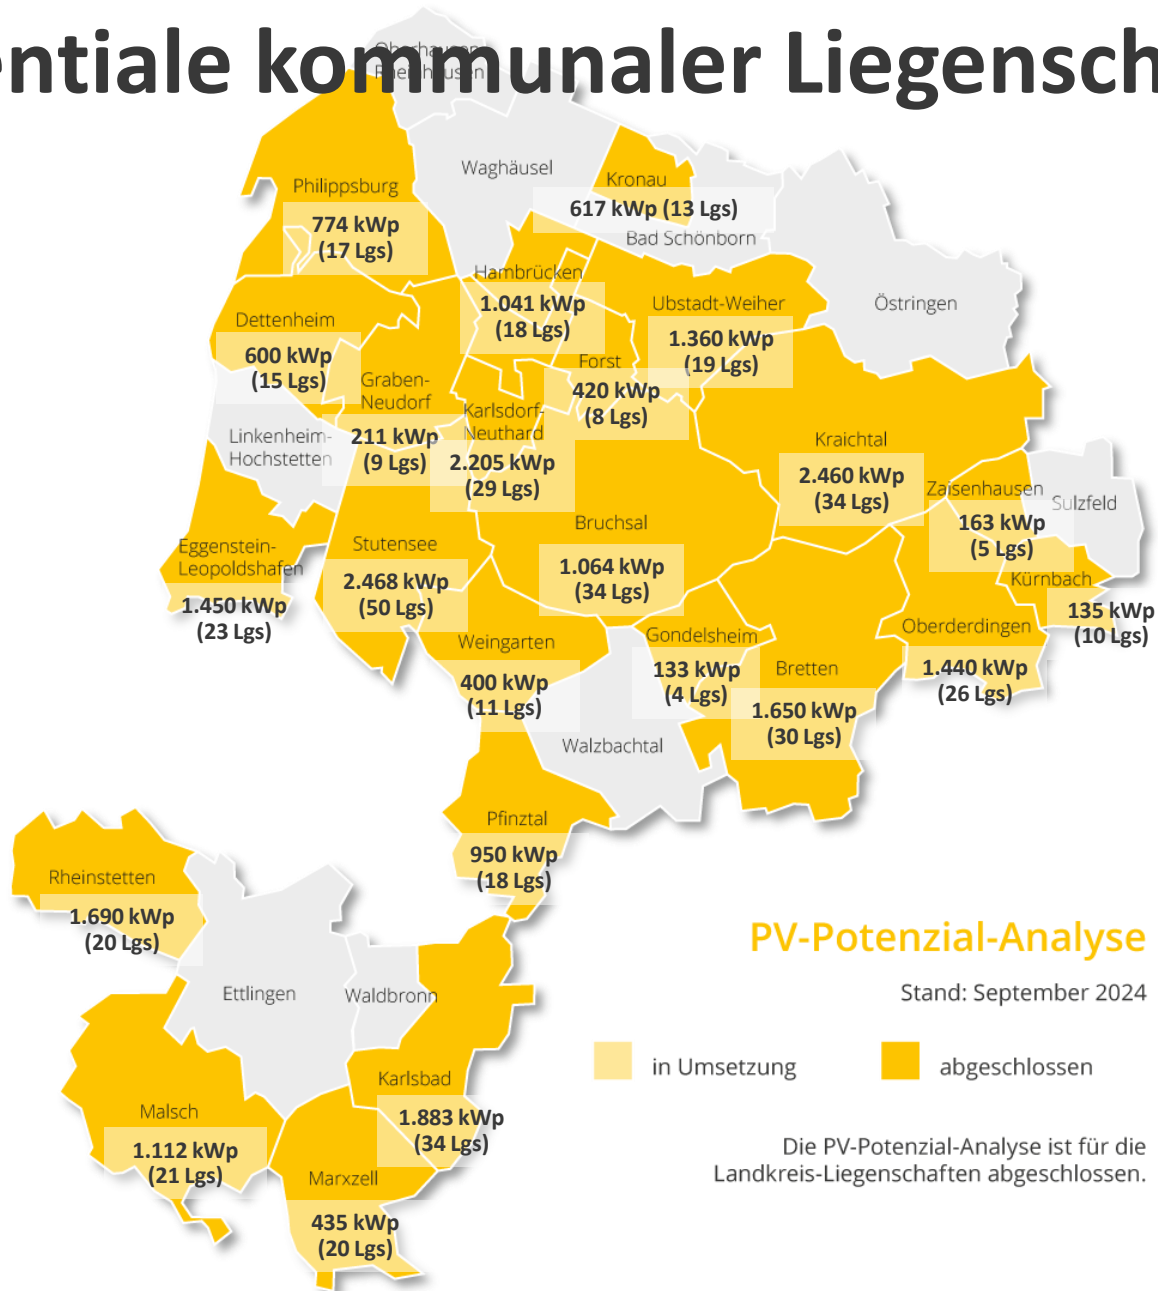 entiale kommunaler Liegensch
Oberhausen-
Rheinhausen
Waghäusel
Kronau
617 kWp (13 Lgs)
Bad Schönborn
Philippsburg
774 kWp
(17 Lgs)
Hambrücken
1.041 kWp
(18 Lgs)
Ubstadt-Weiher
1.360 kWp
(19 Lgs)
Östringen
Dettenheim
600 kWp
(15 Lgs)
Forst
420 kWp
(8 Lgs)
Graben-
Neudorf
211 kWp
(9 Lgs)
Karlsdorf-
Neuthard
2.205 kWp
(29 Lgs)
Linkenheim-
Hochstetten
Kraichtal
2.460 kWp
(34 Lgs)
Zaisenhausen
163 kWp
(5 Lgs)
Sulzfeld
Bruchsal
1.064 kWp
(34 Lgs)
Stutensee
2.468 kWp
(50 Lgs)
Eggenstein-
Leopoldshafen
1.450 kWp
(23 Lgs)
Kürnbach
135 kWp
(10 Lgs)
Oberderdingen
1.440 kWp
(26 Lgs)
Weingarten
400 kWp
(11 Lgs)
Gondelsheim
133 kWp
(4 Lgs)
Bretten
1.650 kWp
(30 Lgs)
Walzbachtal
Pfinztal
950 kWp
(18 Lgs)
Rheinstetten
1.690 kWp
(20 Lgs)
Ettlingen
Waldbronn
Karlsbad
1.883 kWp
(34 Lgs)
Malsch
1.112 kWp
(21 Lgs)
Marxzell
435 kWp
(20 Lgs)
PV-Potenzial-Analyse
Stand: September 2024
in Umsetzung
abgeschlossen
Die PV-Potenzial-Analyse ist für die
Landkreis-Liegenschaften abgeschlossen.